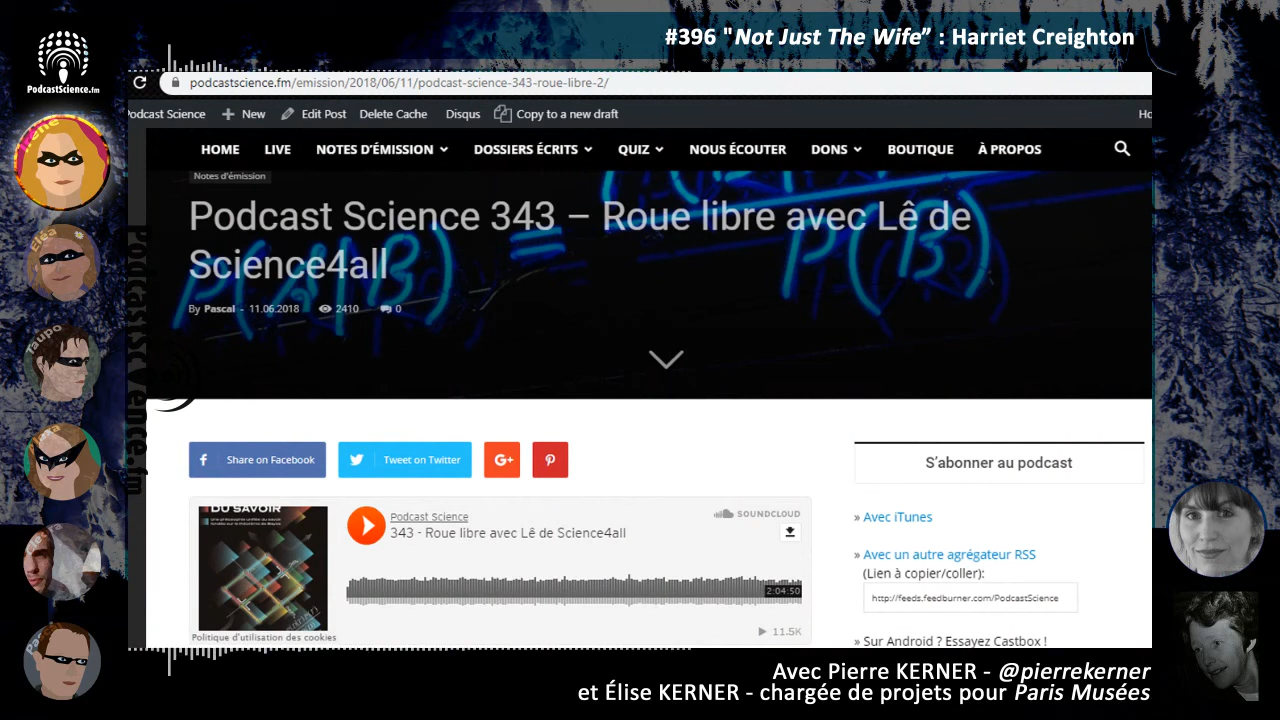 #396 "Not Just The Wife” : Harriet Creighton
PodcastScience.fm
podcastscience.fm/emission/2018/06/11/podcast-science-343-roue-libre-2/
Podcast Science New Edit Post Delete Cache Disqus Copy to a new draft Ho
HOME LIVE NOTES D'ÉMISSION DOSSIERS ÉCRITS QUIZ NOUS ÉCOUTER DONS BOUTIQUE À PROPOS
Notes d'émission
Podcast Science 343 – Roue libre avec Lê de
Science4all
By Pascal - 11.06.2018 2410 0
P(B)
Share on Facebook Tweet on Twitter G+
S'abonner au podcast
DU SAVOIR
Podcast Science
SOUNDCLOUD
343 - Roue libre avec Lê de Science4all
2:04:50
11.5K
Politique d'utilisation des cookies
» Avec iTunes
» Avec un autre agrégateur RSS
(Lien à copier/coller):
http://feeds.feedburner.com/PodcastScience
» Sur Android ? Essayez Castbox !
Irène
Eléa
Taupo
Avec Pierre KERNER - @pierrekerner
et Élise KERNER - chargée de projets pour Paris Musées